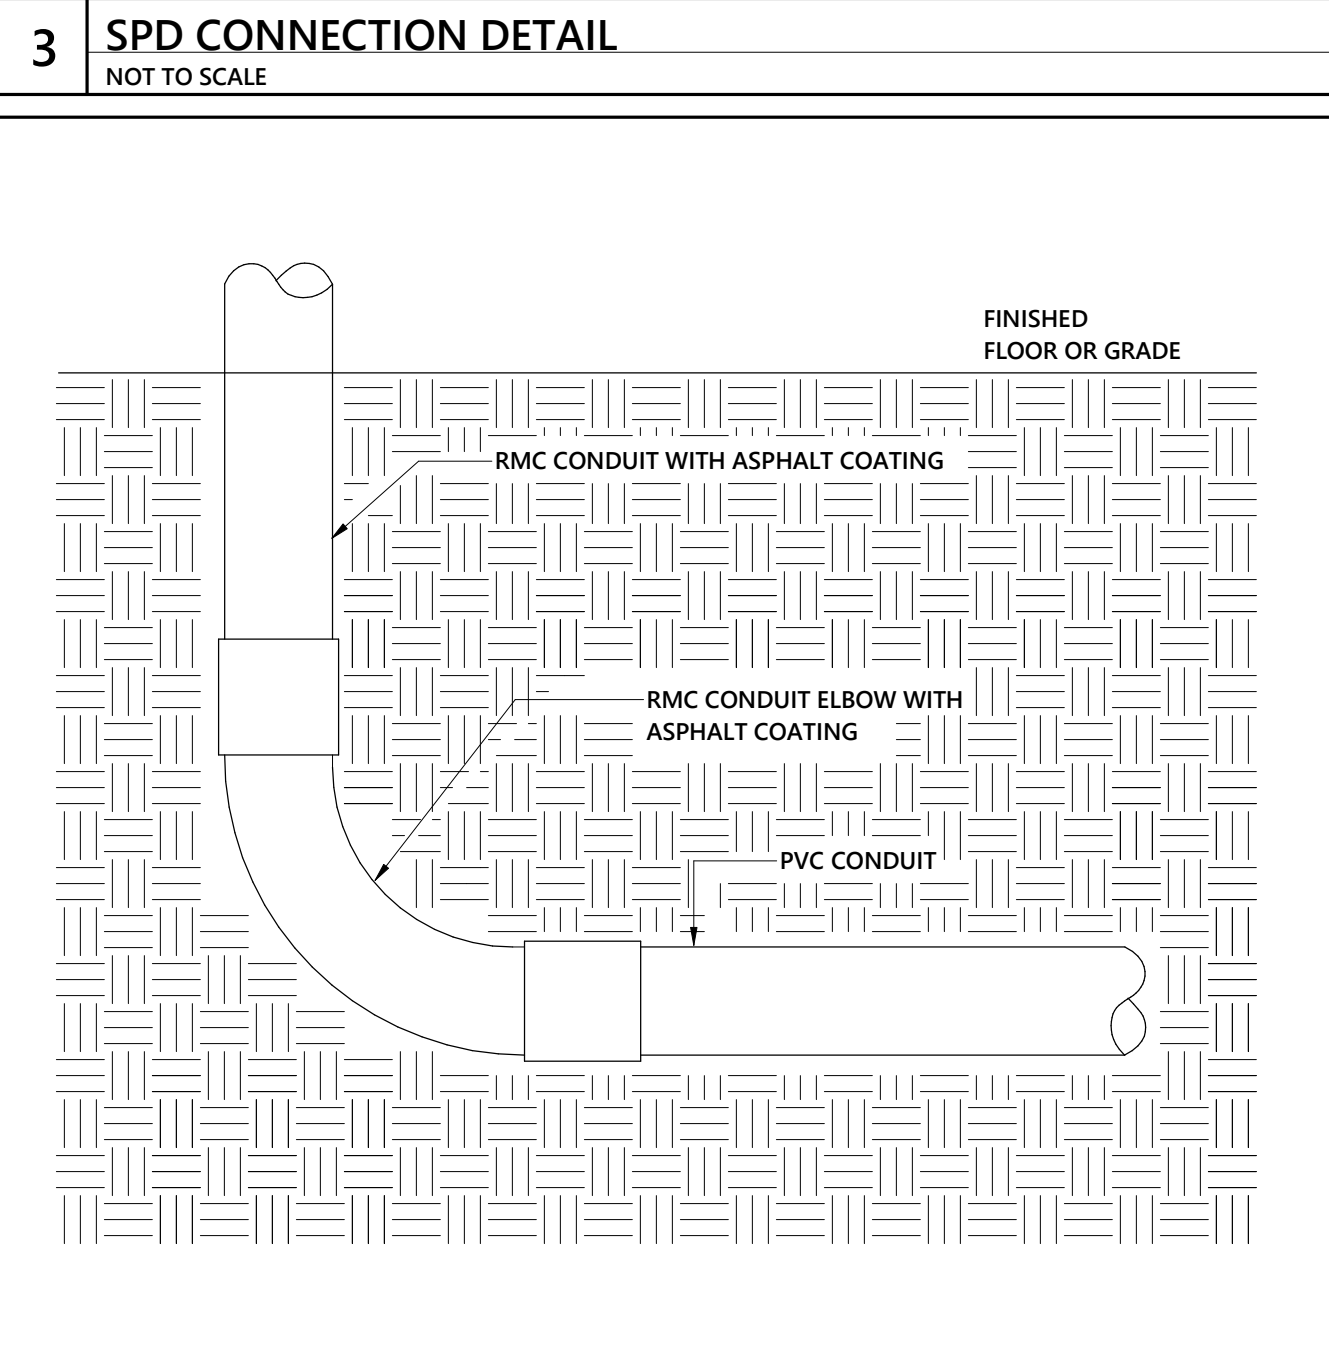 3
SPD CONNECTION DETAIL
NOT TO SCALE
FINISHED
FLOOR OR GRADE
RMC CONDUIT WITH ASPHALT COATING
RMC CONDUIT ELBOW WITH
ASPHALT COATING
PVC CONDUIT